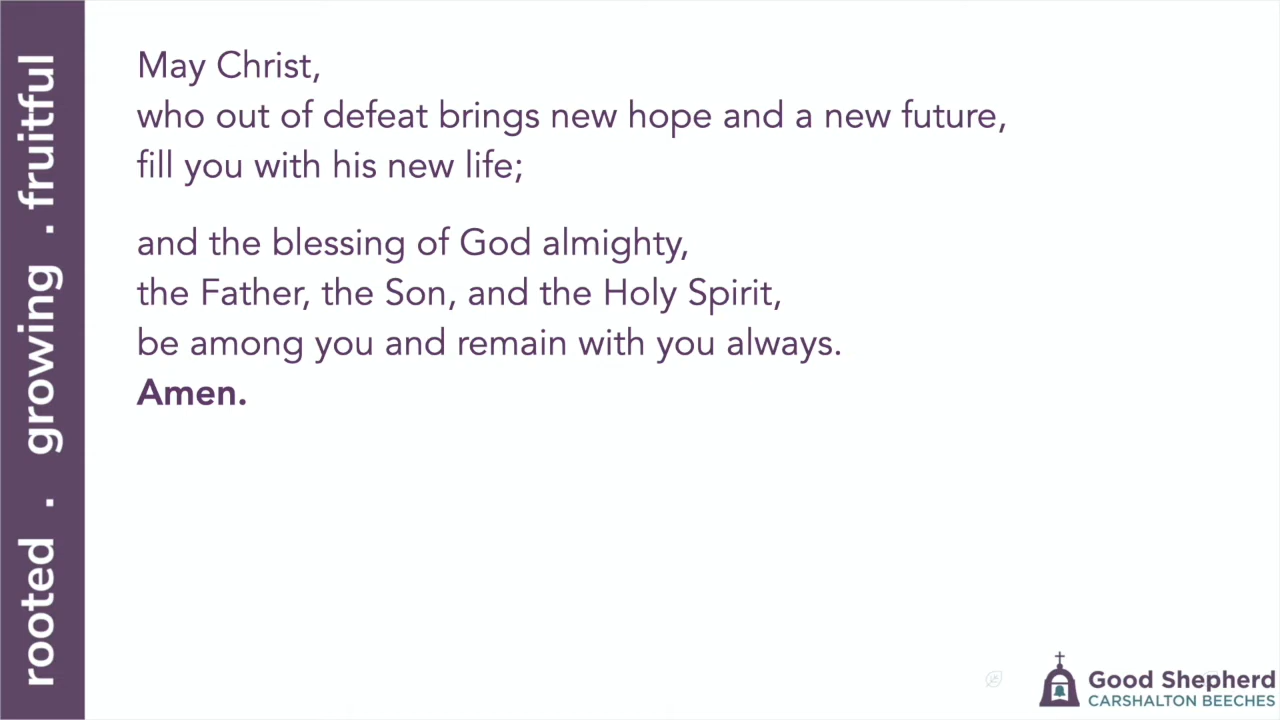 rooted . growing . fruitful
May Christ,
who out of defeat brings new hope and a new future,
fill you with his new life;
and the blessing of God almighty,
the Father, the Son, and the Holy Spirit,
be among you and remain with you always.
Amen.
Good Shepherd
CARSHALTON BEECHES